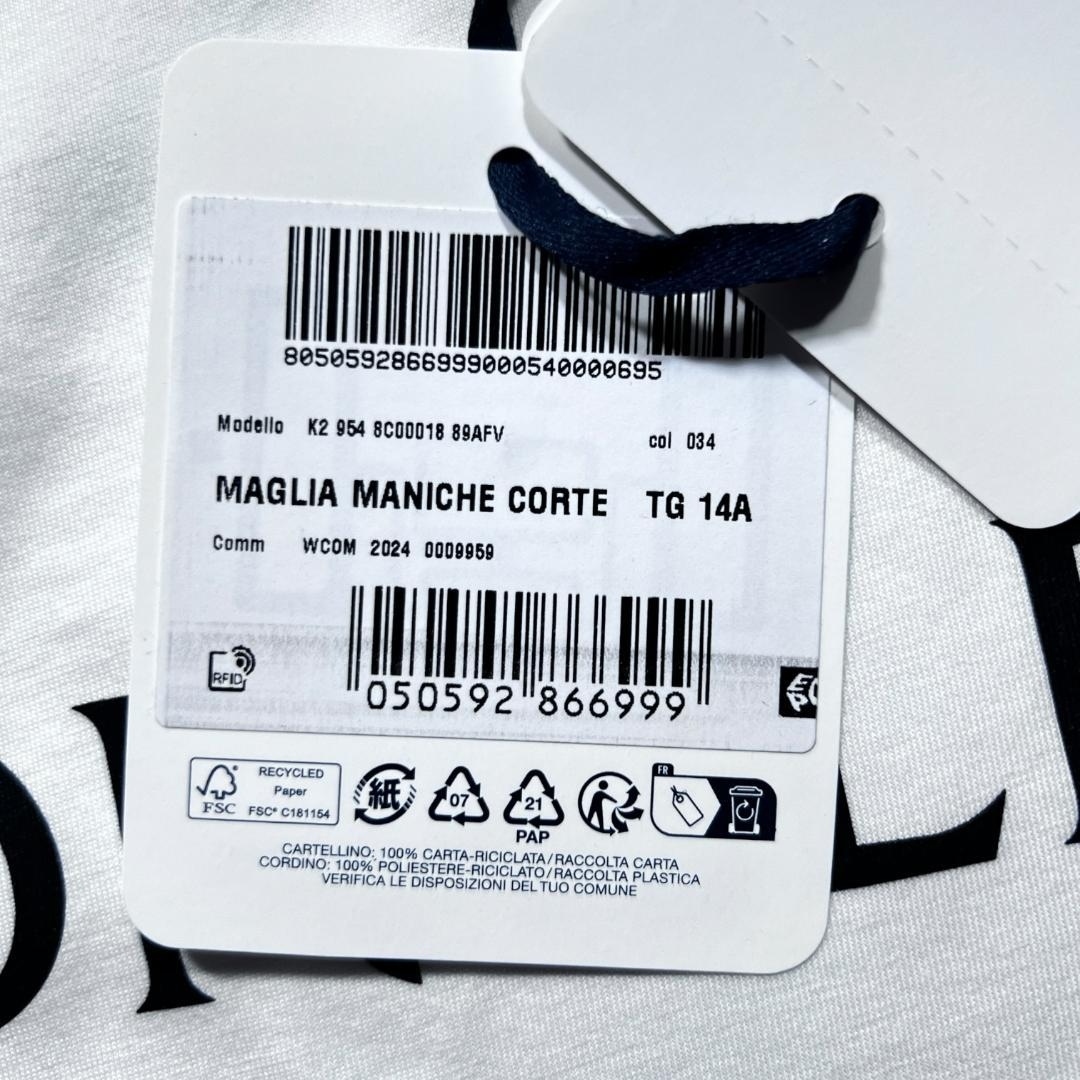 8050592866999000540000695
Modello K2 954 8C00018 89AFV col 034
MAGLIA MANICHE CORTE TG 14A
Comm WCOM 2024 0009959
RFID
050592 866999
FSC
RECYCLED
Paper
FSC® C181154
紙
07
21
PAP
FR
CARTELLINO: 100% CARTA-RICICLATA/RACCOLTA CARTA
CORDINO: 100% POLIESTERE-RICICLATO/RACCOLTA PLASTICA
VERIFICA LE DISPOSIZIONI DEL TUO COMUNE